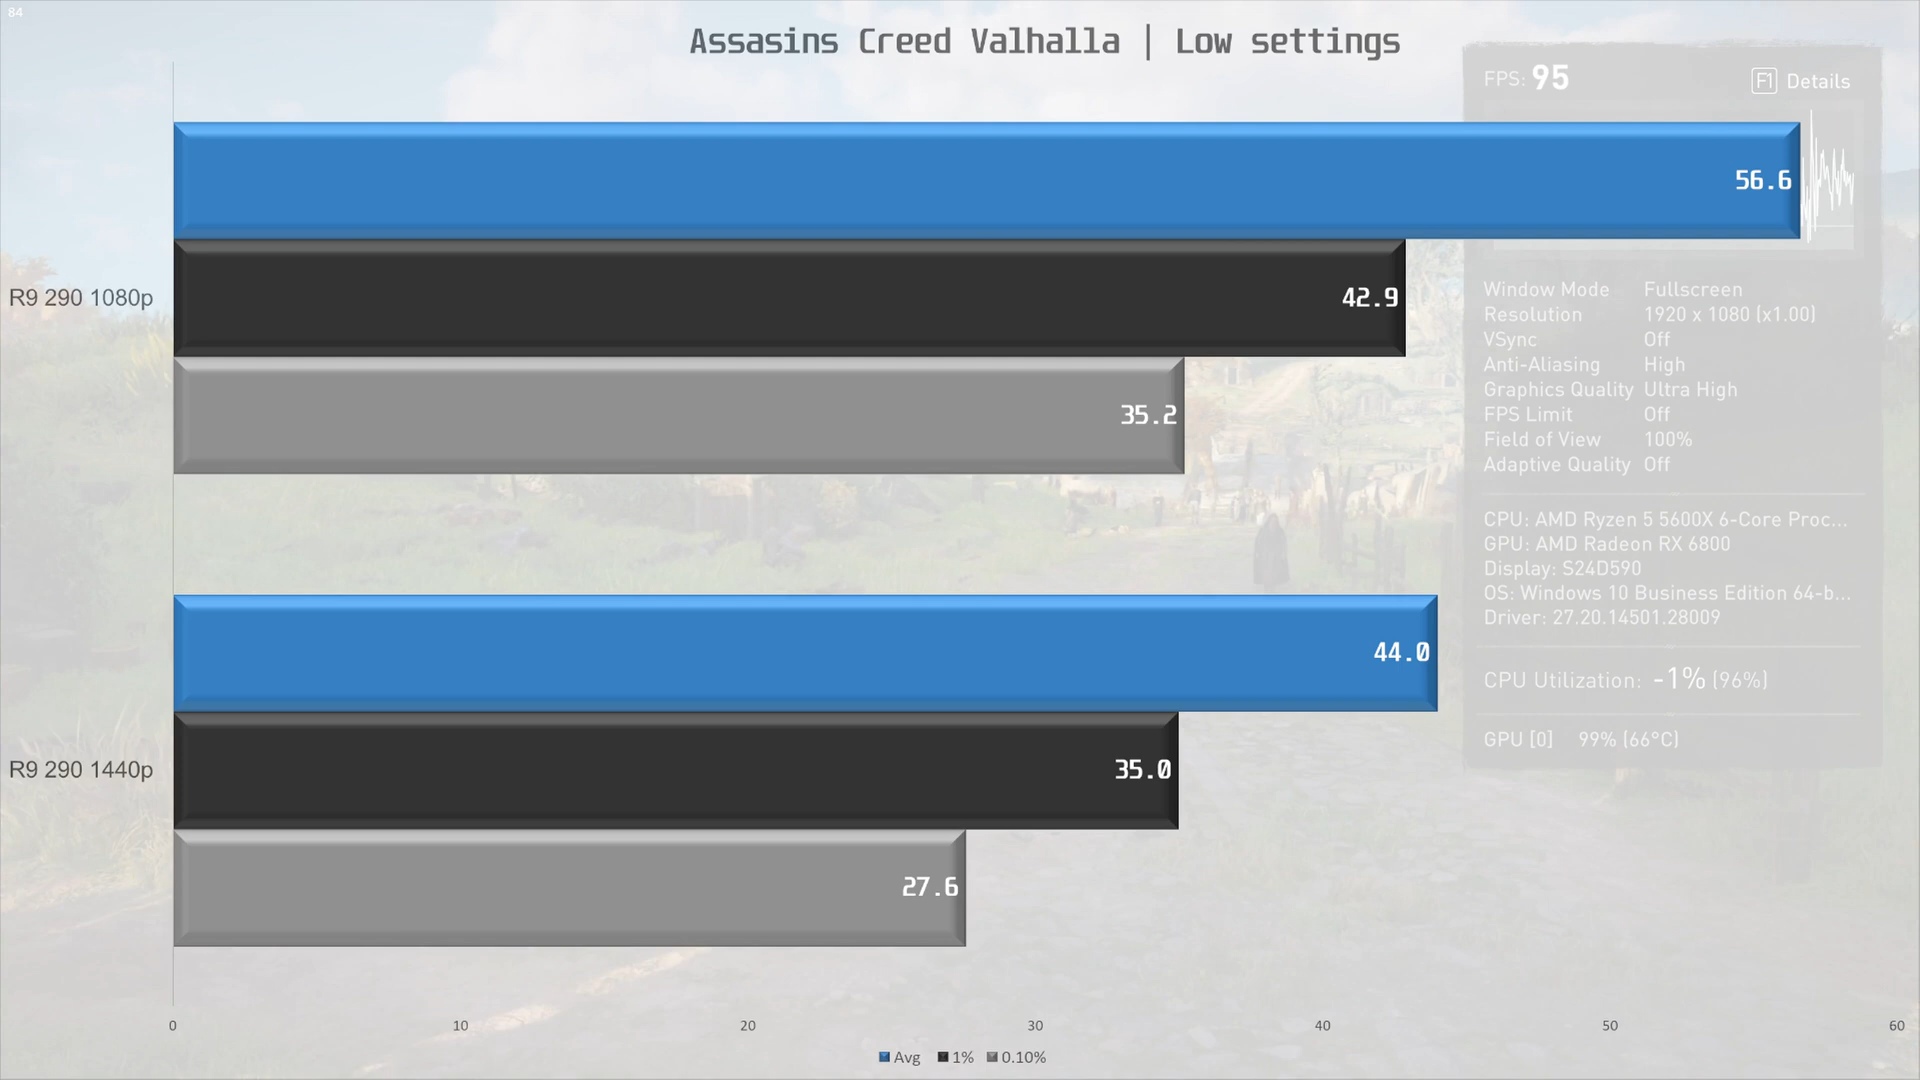 84
Assasins Creed Valhalla | Low settings
FPS: 95 F1 Details
56.6
R9 290 1080p
42.9
35.2
Window Mode Fullscreen
Resolution 1920 x 1080 (x1.00)
VSync Off
Anti-Aliasing High
Graphics Quality Ultra High
FPS Limit Off
Field of View 100%
Adaptive Quality Off
CPU: AMD Ryzen 5 5600X 6-Core Proc...
GPU: AMD Radeon RX 6800
Display: S24D590
OS: Windows 10 Business Edition 64-b...
Driver: 27.20.14501.28009
CPU Utilization: -1% (96%)
GPU [0] 99% (66°C)
44.0
R9 290 1440p
35.0
27.6
0 10 20 30 40 50 60
Avg 1% 0.10%